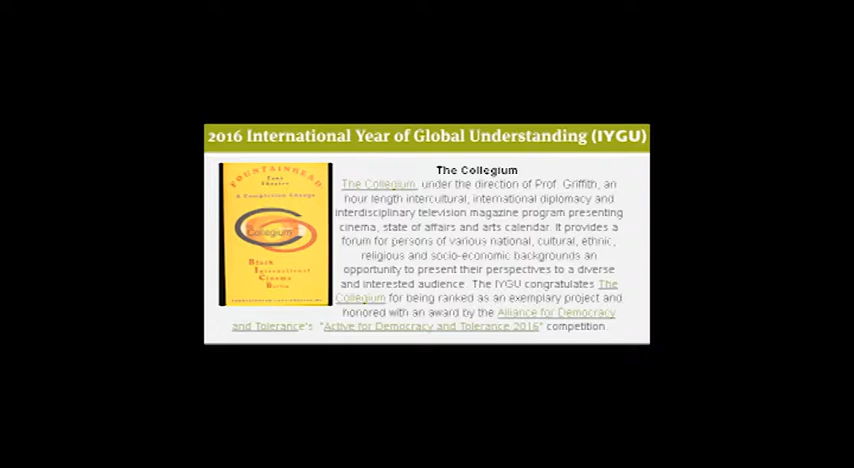 2016 International Year of Global Understanding (IYGU)
FOUNTAINHEAD
Tanz
Theatre
A Complexion Change
Collegium
Black
International
Cinema
Berlin
The Collegium
The Collegium under the direction of Prof. Griffith, an
hour length intercultural, international diplomacy and
interdisciplinary television magazine program presenting
cinema, state of affairs and arts calendar. It provides a
forum for persons of various national, cultural, ethnic,
religious and socio-economic backgrounds an
opportunity to present their perspectives to a diverse
and interested audience. The IYGU congratulates The
Collegium for being ranked as an exemplary project and
honored with an award by the Alliance for Democracy
and Tolerance's "Active for Democracy and Tolerance 2016" competition.